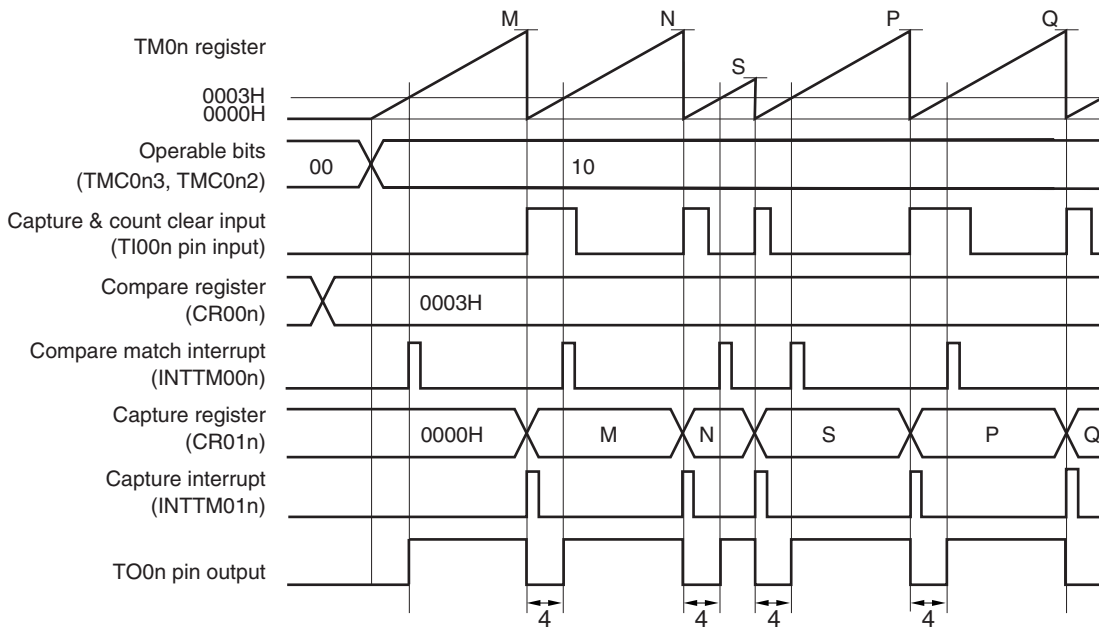 M N S P Q
TM0n register
0003H
0000H
Operable bits
(TMC0n3, TMC0n2)
00 10
Capture & count clear input
(TI00n pin input)
Compare register
(CR00n)
0003H
Compare match interrupt
(INTTM00n)
Capture register
(CR01n)
0000H M N S P Q
Capture interrupt
(INTTM01n)
TO0n pin output
4 4 4 4